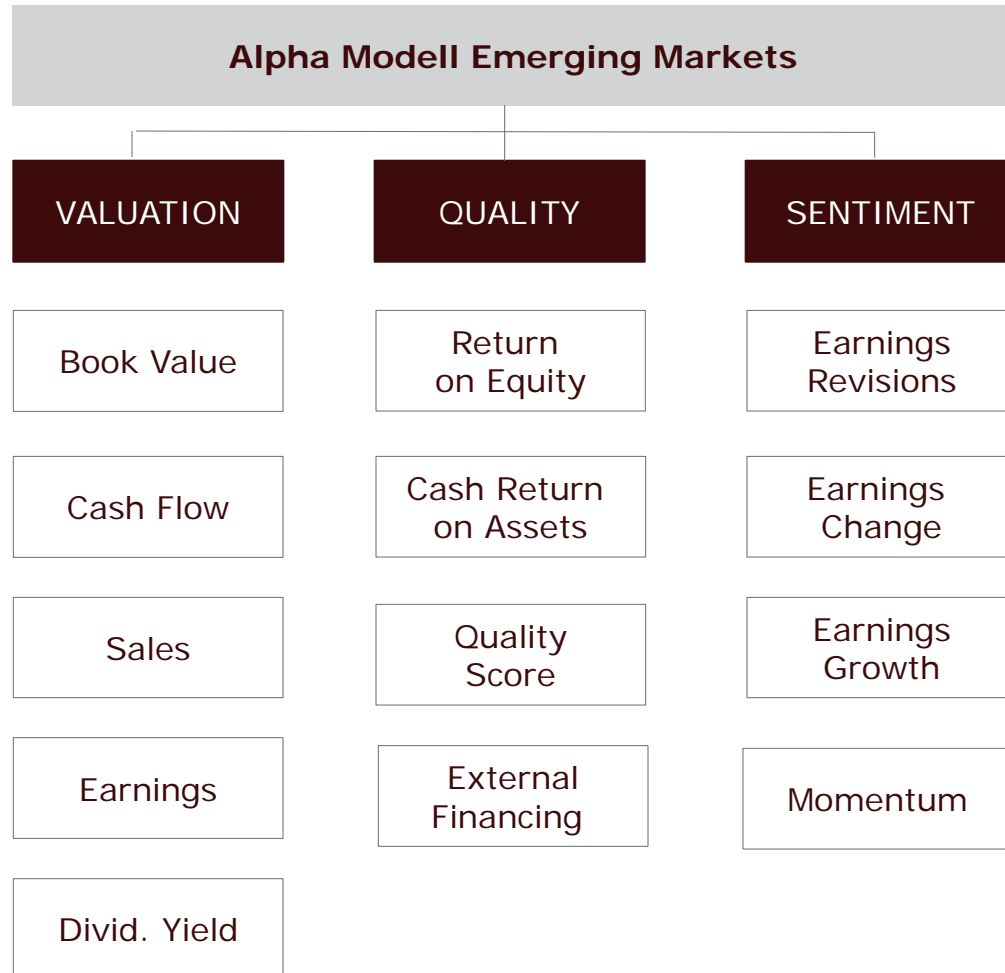 Alpha Modell Emerging Markets
VALUATION
Book Value
Cash Flow
Sales
Earnings
Divid. Yield
QUALITY
Return
on Equity
Cash Return
on Assets
Quality
Score
External
Financing
SENTIMENT
Earnings
Revisions
Earnings
Change
Earnings
Growth
Momentum